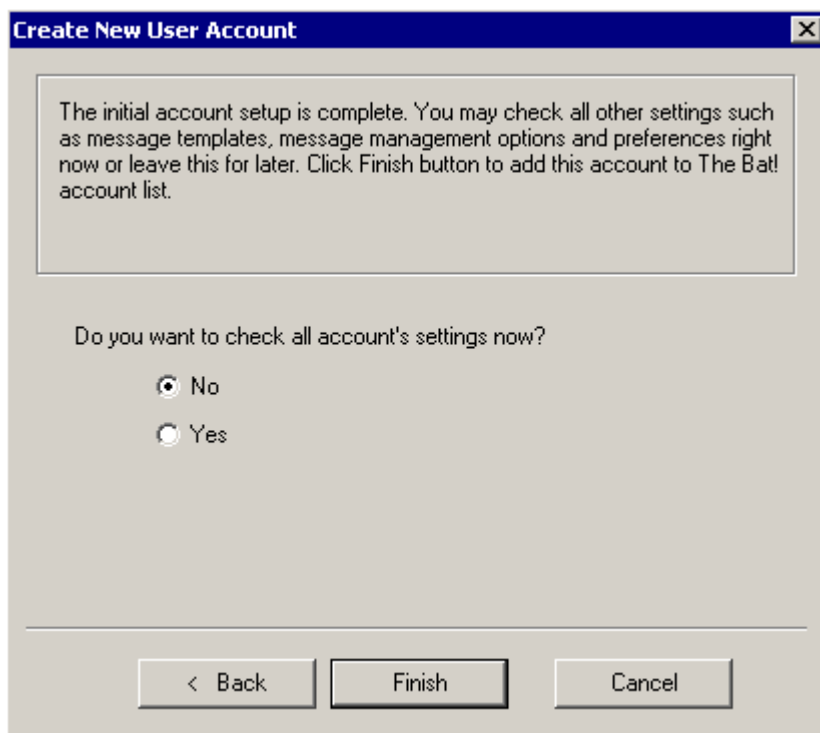 Create New User Account
The initial account setup is complete. You may check all other settings such
as message templates, message management options and preferences right
now or leave this for later. Click Finish button to add this account to The Bat!
account list.
Do you want to check all account's settings now?
No
Yes
< Back Finish Cancel